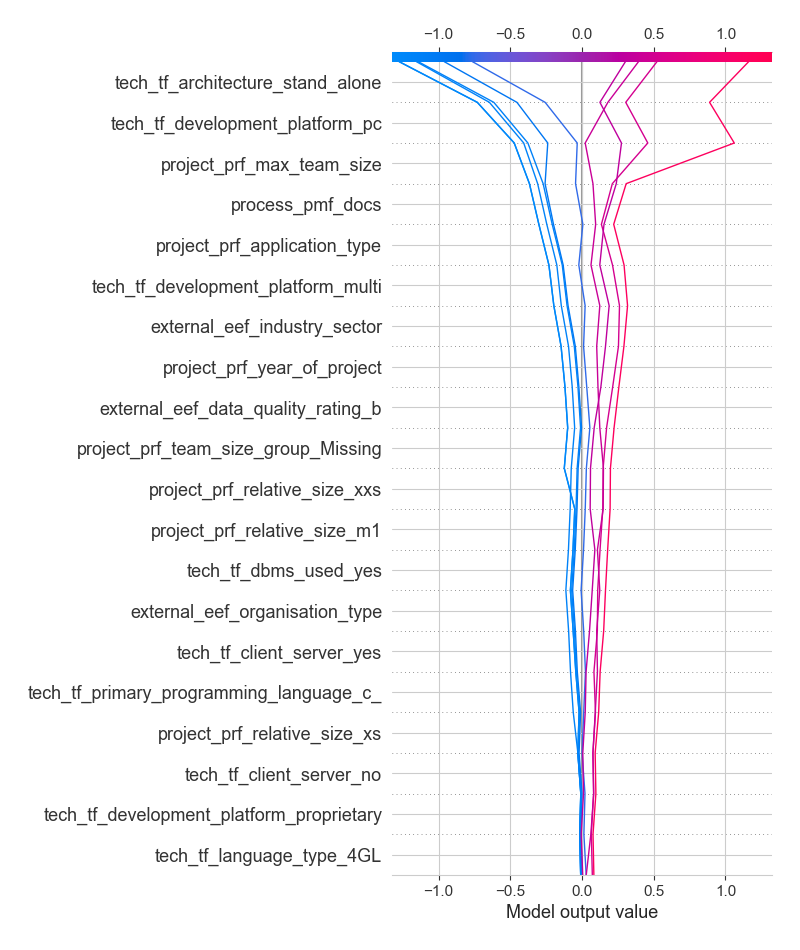 −1.0 −0.5 0.0 0.5 1.0
tech_tf_architecture_stand_alone
tech_tf_development_platform_pc
project_prf_max_team_size
process_pmf_docs
project_prf_application_type
tech_tf_development_platform_multi
external_eef_industry_sector
project_prf_year_of_project
external_eef_data_quality_rating_b
project_prf_team_size_group_Missing
project_prf_relative_size_xxs
project_prf_relative_size_m1
tech_tf_dbms_used_yes
external_eef_organisation_type
tech_tf_client_server_yes
tech_tf_primary_programming_language_c_
project_prf_relative_size_xs
tech_tf_client_server_no
tech_tf_development_platform_proprietary
tech_tf_language_type_4GL
−1.0 −0.5 0.0 0.5 1.0
Model output value